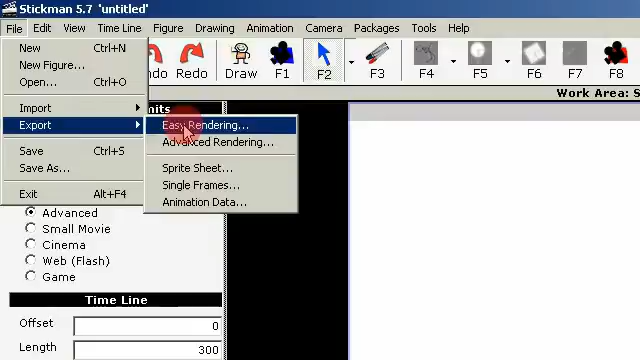 Stickman 5.7 'untitled'
File Edit View Time Line Figure Drawing Animation Camera Packages Tools Help
New Ctrl+N
New Figure...
Open... Ctrl+O
Import
Export
Save Ctrl+S
Save As...
Exit Alt+F4
Easy Rendering...
Advanced Rendering...
Sprite Sheet...
Single Frames...
Animation Data...
Redo Draw F1 F2 F3 F4 F5 F6 F7 F8
Work Area: S
Advanced
Small Movie
Cinema
Web (Flash)
Game
Time Line
Offset 0
Length 300